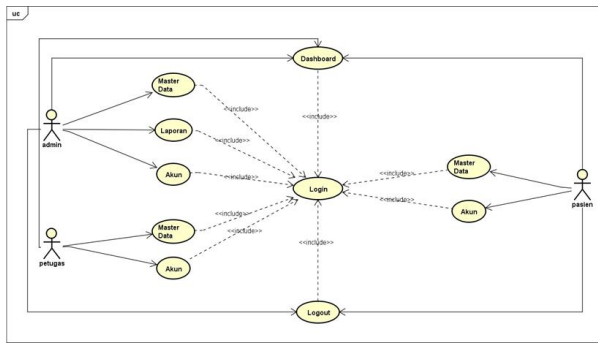 uc
Dashboard
Master
Data
<<include>>
<<include>>
Laporan
<<include>>
admin
Akun
<<include>>
Login
Master
Data
<<include>>
pasien
Akun
<<include>>
Master
Data
<<include>>
petugas
Akun
<<include>>
<<include>>
Logout